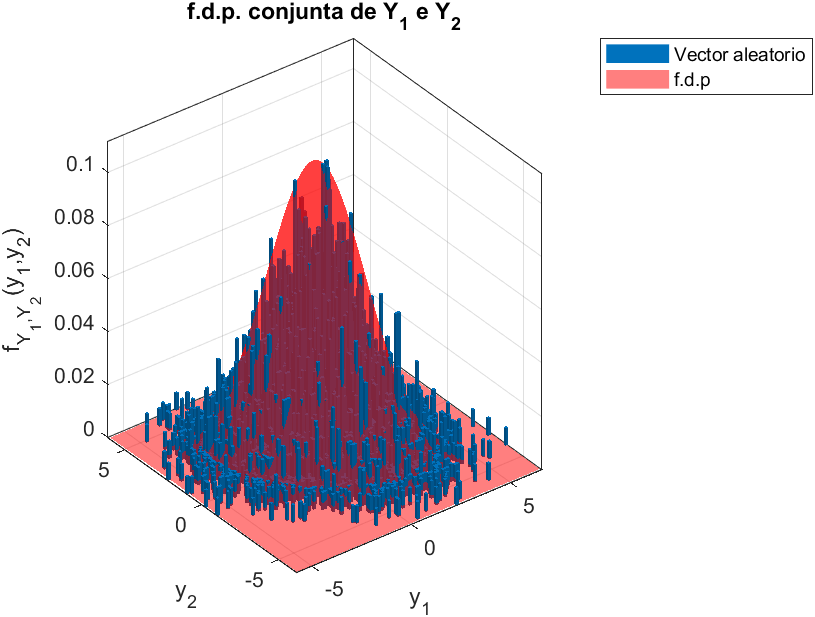 f.d.p. conjunta de Y1 e Y2
Vector aleatorio
f.d.p
fY1,Y2(y1,y2)
0.1
0.08
0.06
0.04
0.02
0
5
0
-5
y2
-5
0
5
y1